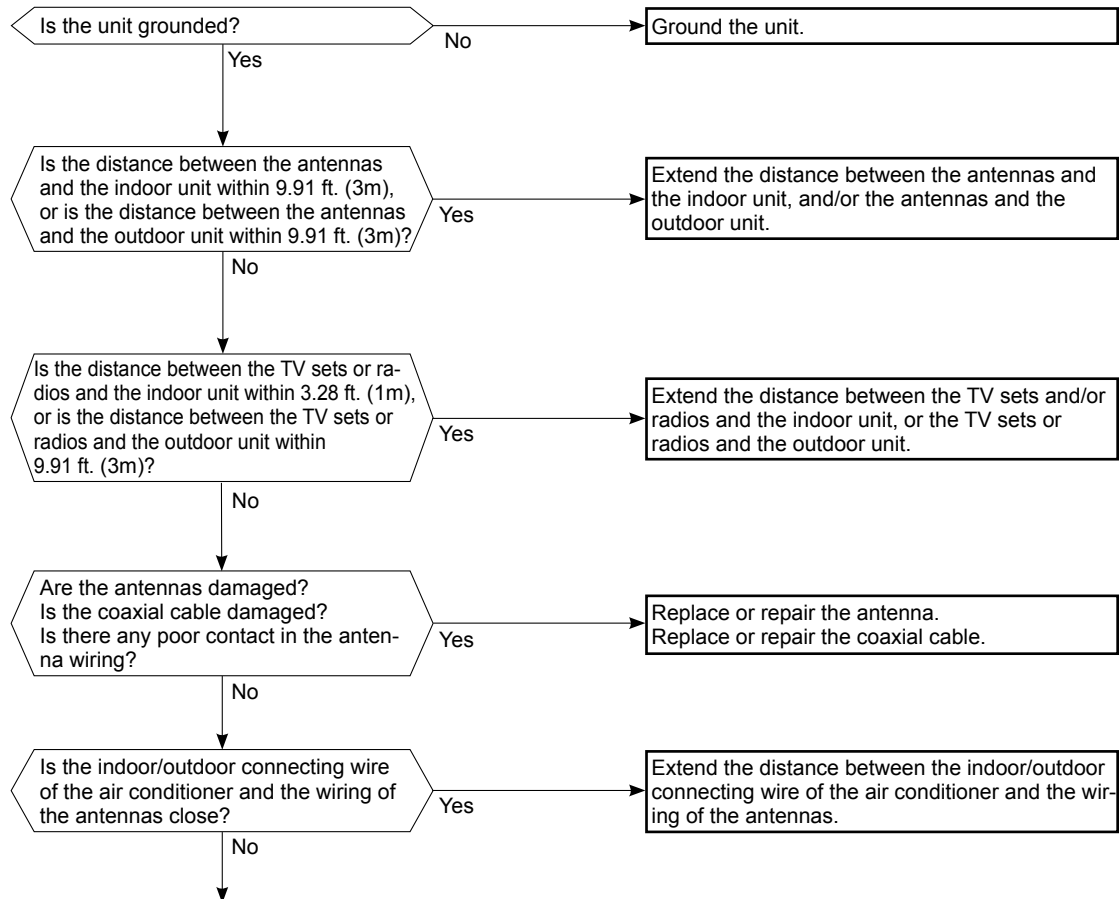 Is the unit grounded?
No
Ground the unit.
Yes
Is the distance between the antennas
and the indoor unit within 9.91 ft. (3m),
or is the distance between the antennas
and the outdoor unit within 9.91 ft. (3m)?
Yes
Extend the distance between the antennas and
the indoor unit, and/or the antennas and the
outdoor unit.
No
Is the distance between the TV sets or ra-
dios and the indoor unit within 3.28 ft. (1m),
or is the distance between the TV sets or
radios and the outdoor unit within
9.91 ft. (3m)?
Yes
Extend the distance between the TV sets and/or
radios and the indoor unit, or the TV sets or
radios and the outdoor unit.
No
Are the antennas damaged?
Is the coaxial cable damaged?
Is there any poor contact in the anten-
na wiring?
Yes
Replace or repair the antenna.
Replace or repair the coaxial cable.
No
Is the indoor/outdoor connecting wire
of the air conditioner and the wiring of
the antennas close?
Yes
Extend the distance between the indoor/outdoor
connecting wire of the air conditioner and the wir-
ing of the antennas.
No